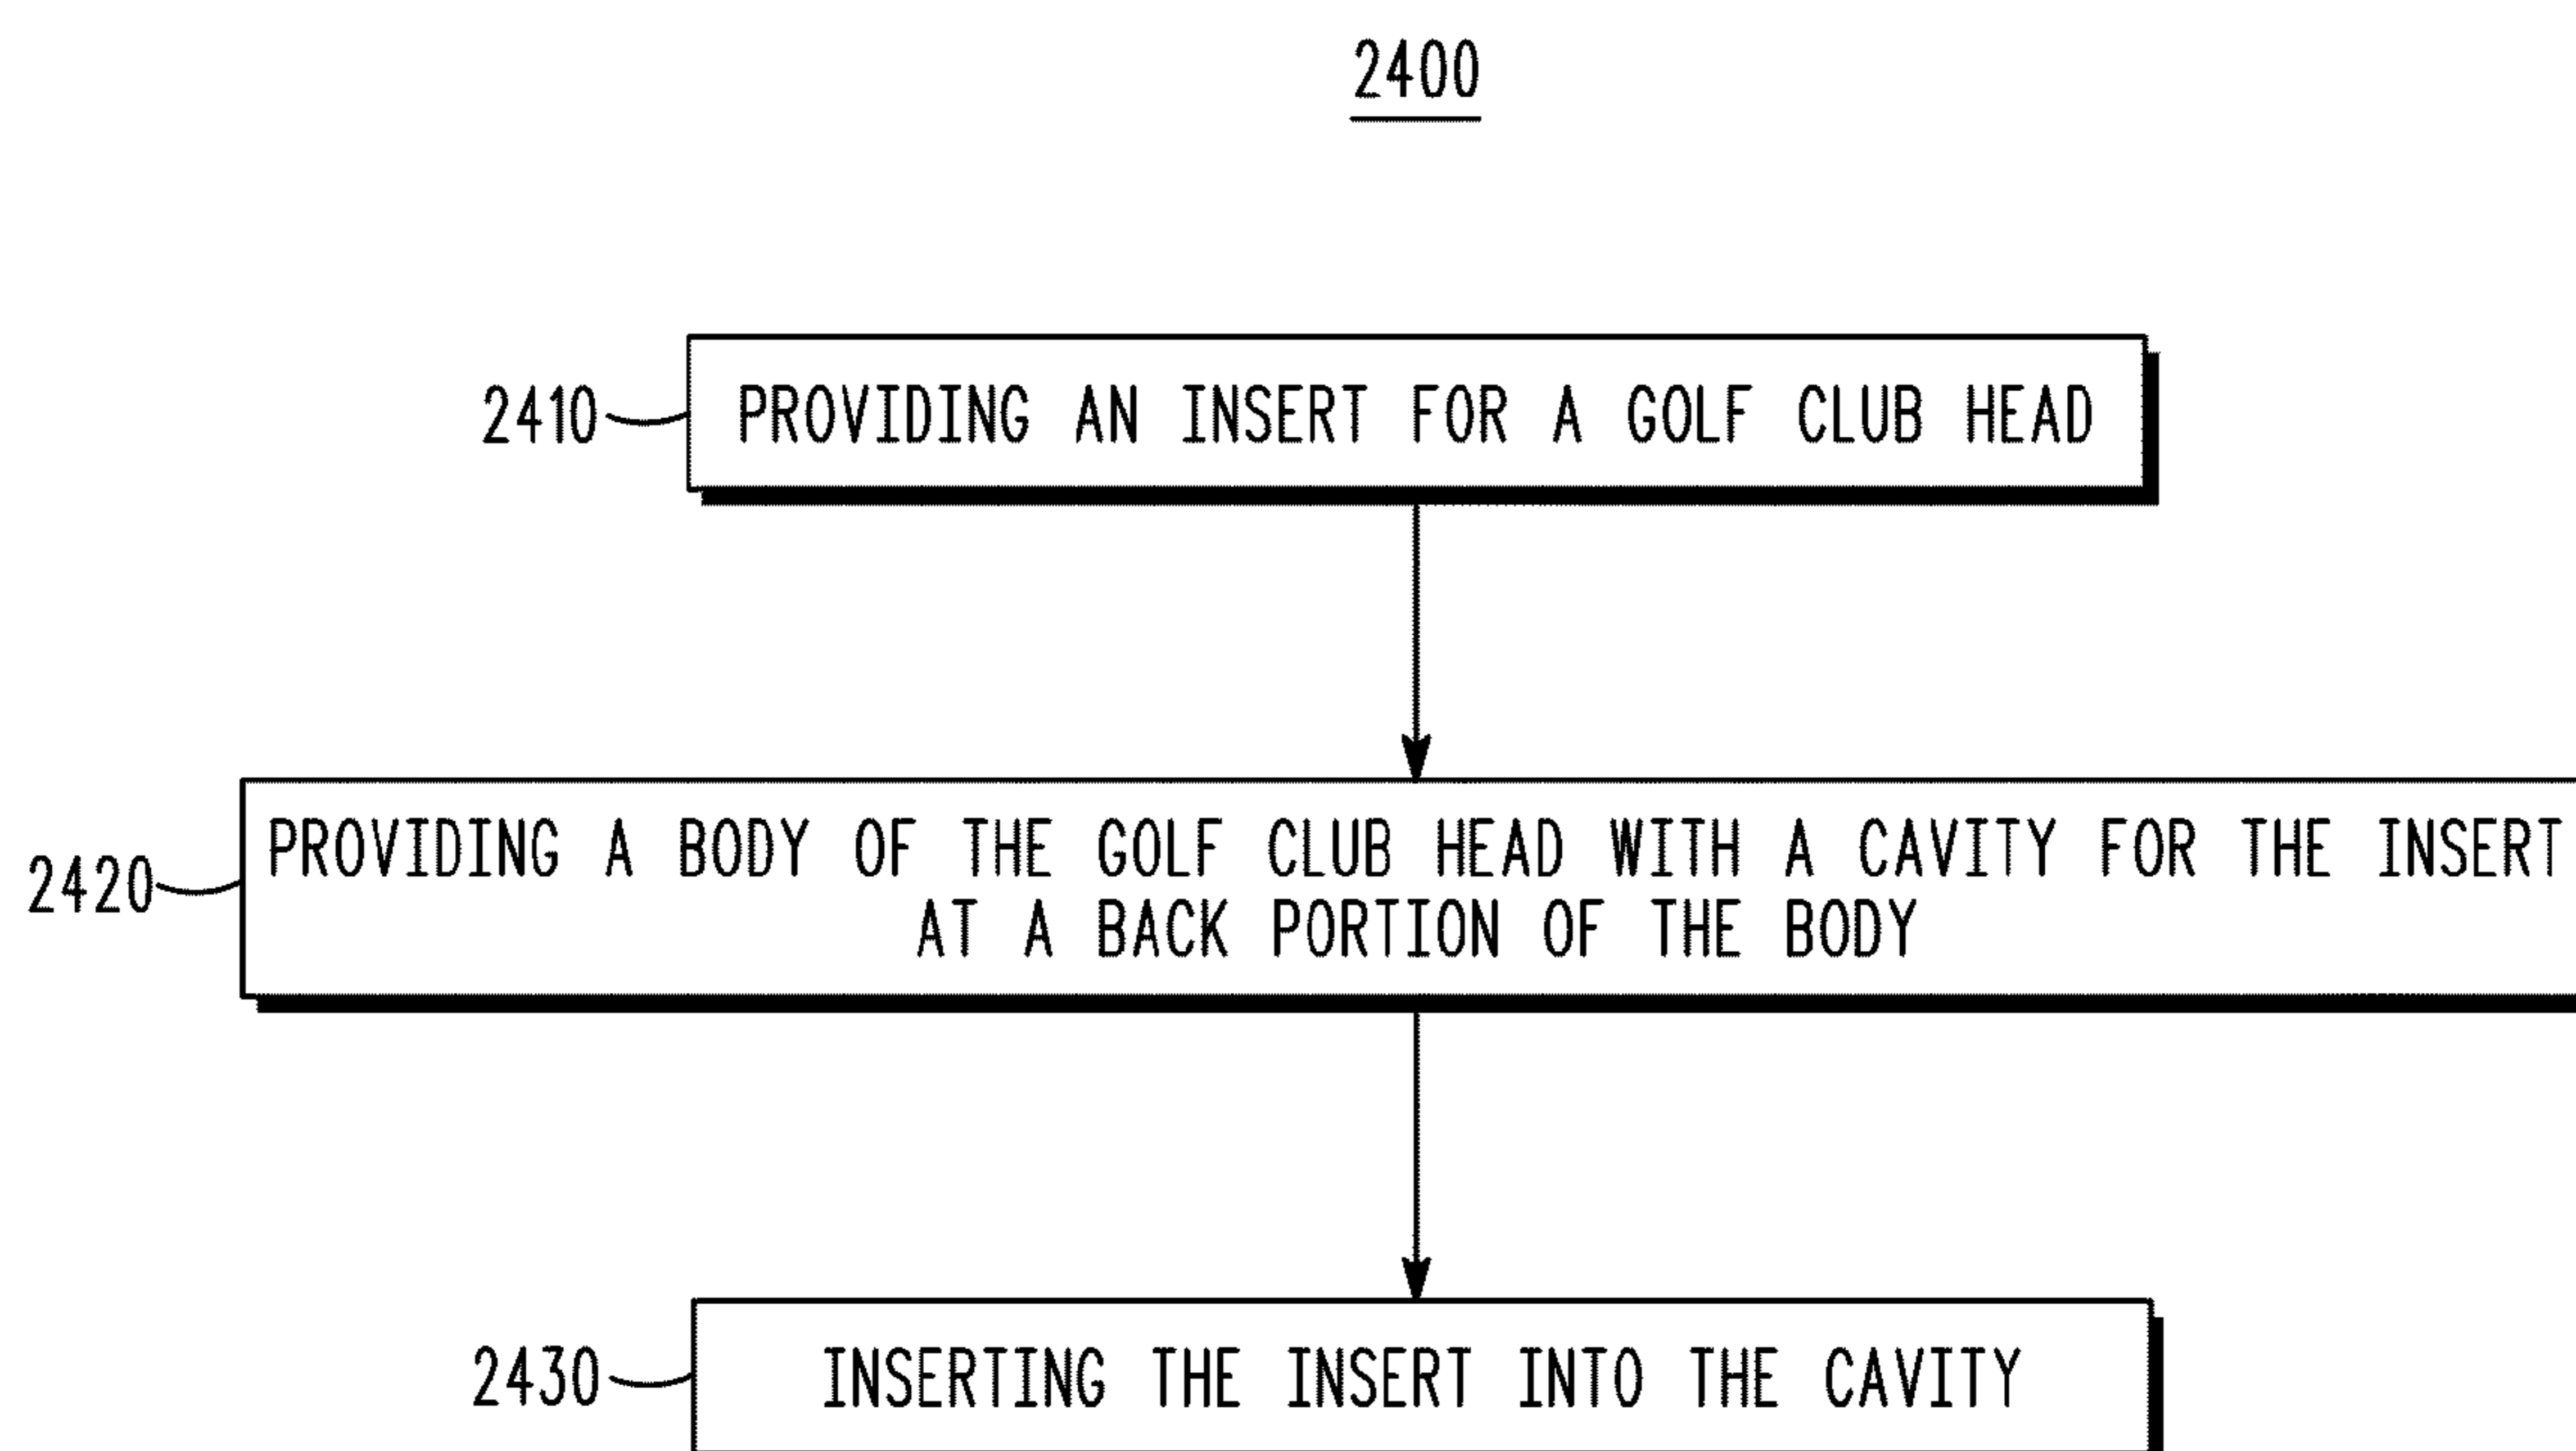 2400
2410 PROVIDING AN INSERT FOR A GOLF CLUB HEAD
PROVIDING A BODY OF THE GOLF CLUB HEAD WITH A CAVITY FOR THE INSERT
2420
AT A BACK PORTION OF THE BODY
2430 INSERTING THE INSERT INTO THE CAVITY